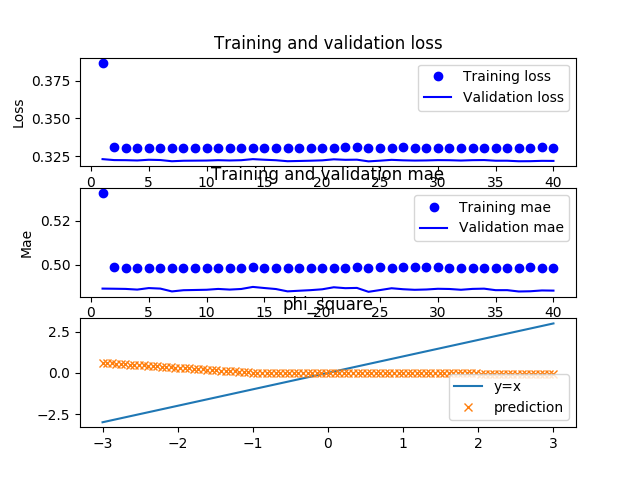 Training and validation loss
0.375
0.350
0.325
Loss
Training loss
Validation loss
0 5 10 15 20 25 30 35 40
Training and validation mae
0.52
0.50
Mae
Training mae
Validation mae
0 5 10 15 20 25 30 35 40
phi_square
2.5
0.0
−2.5
y=x
prediction
−3 −2 −1 0 1 2 3